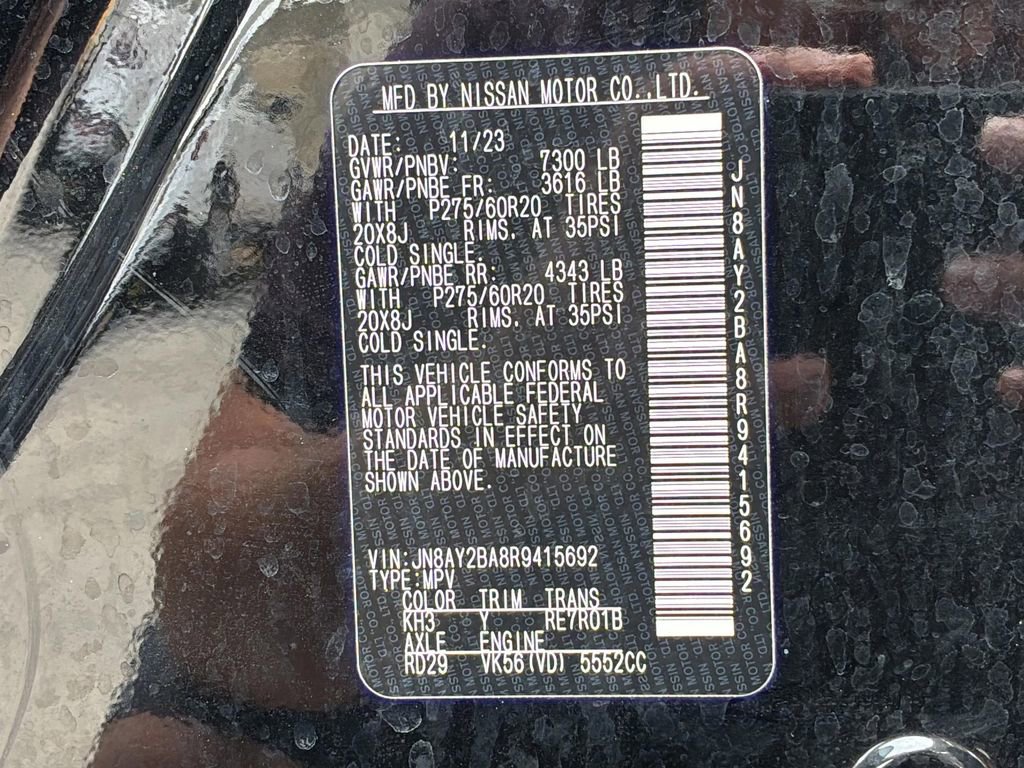 MFD BY NISSAN MOTOR CO.,LTD.
DATE: 11/23
GVWR/PNBV: 7300 LB
GAWR/PNBE FR: 3616 LB
WITH P275/60R20 TIRES
20X8J RIMS. AT 35PSI
COLD SINGLE.
GAWR/PNBE RR: 4343 LB
WITH P275/60R20 TIRES
20X8J RIMS. AT 35PSI
COLD SINGLE.
THIS VEHICLE CONFORMS TO
ALL APPLICABLE FEDERAL
MOTOR VEHICLE SAFETY
STANDARDS IN EFFECT ON
THE DATE OF MANUFACTURE
SHOWN ABOVE.
VIN:JN8AY2BA8R9415692
TYPE:MPV
COLOR TRIM TRANS
KH3 Y RE7R01B
AXLE ENGINE
RD29 VK56(VD) 5552CC
JN8AY2BA8R9415692